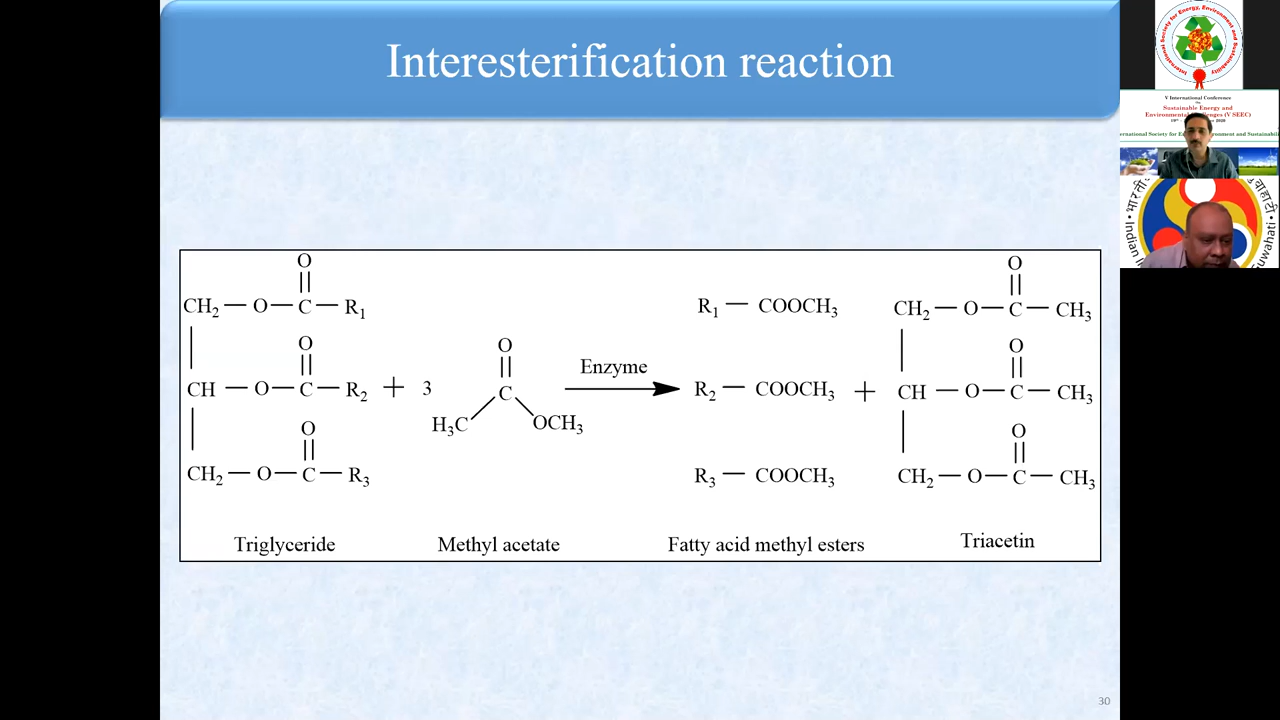 Interesterification reaction
O
CH2 — O — C — R1
O
CH — O — C — R2
O
CH2 — O — C — R3
+ 3
O
C
H3C
OCH3
Enzyme
R1 — COOCH3
R2 — COOCH3
R3 — COOCH3
+
O
CH2 — O — C — CH3
O
CH — O — C — CH3
O
CH2 — O — C — CH3
Triglyceride
Methyl acetate
Fatty acid methyl esters
Triacetin
30
International Society for Energy, Environment and Sustainability
V International Conference
on
Sustainable Energy and
(V SEEC)
2020